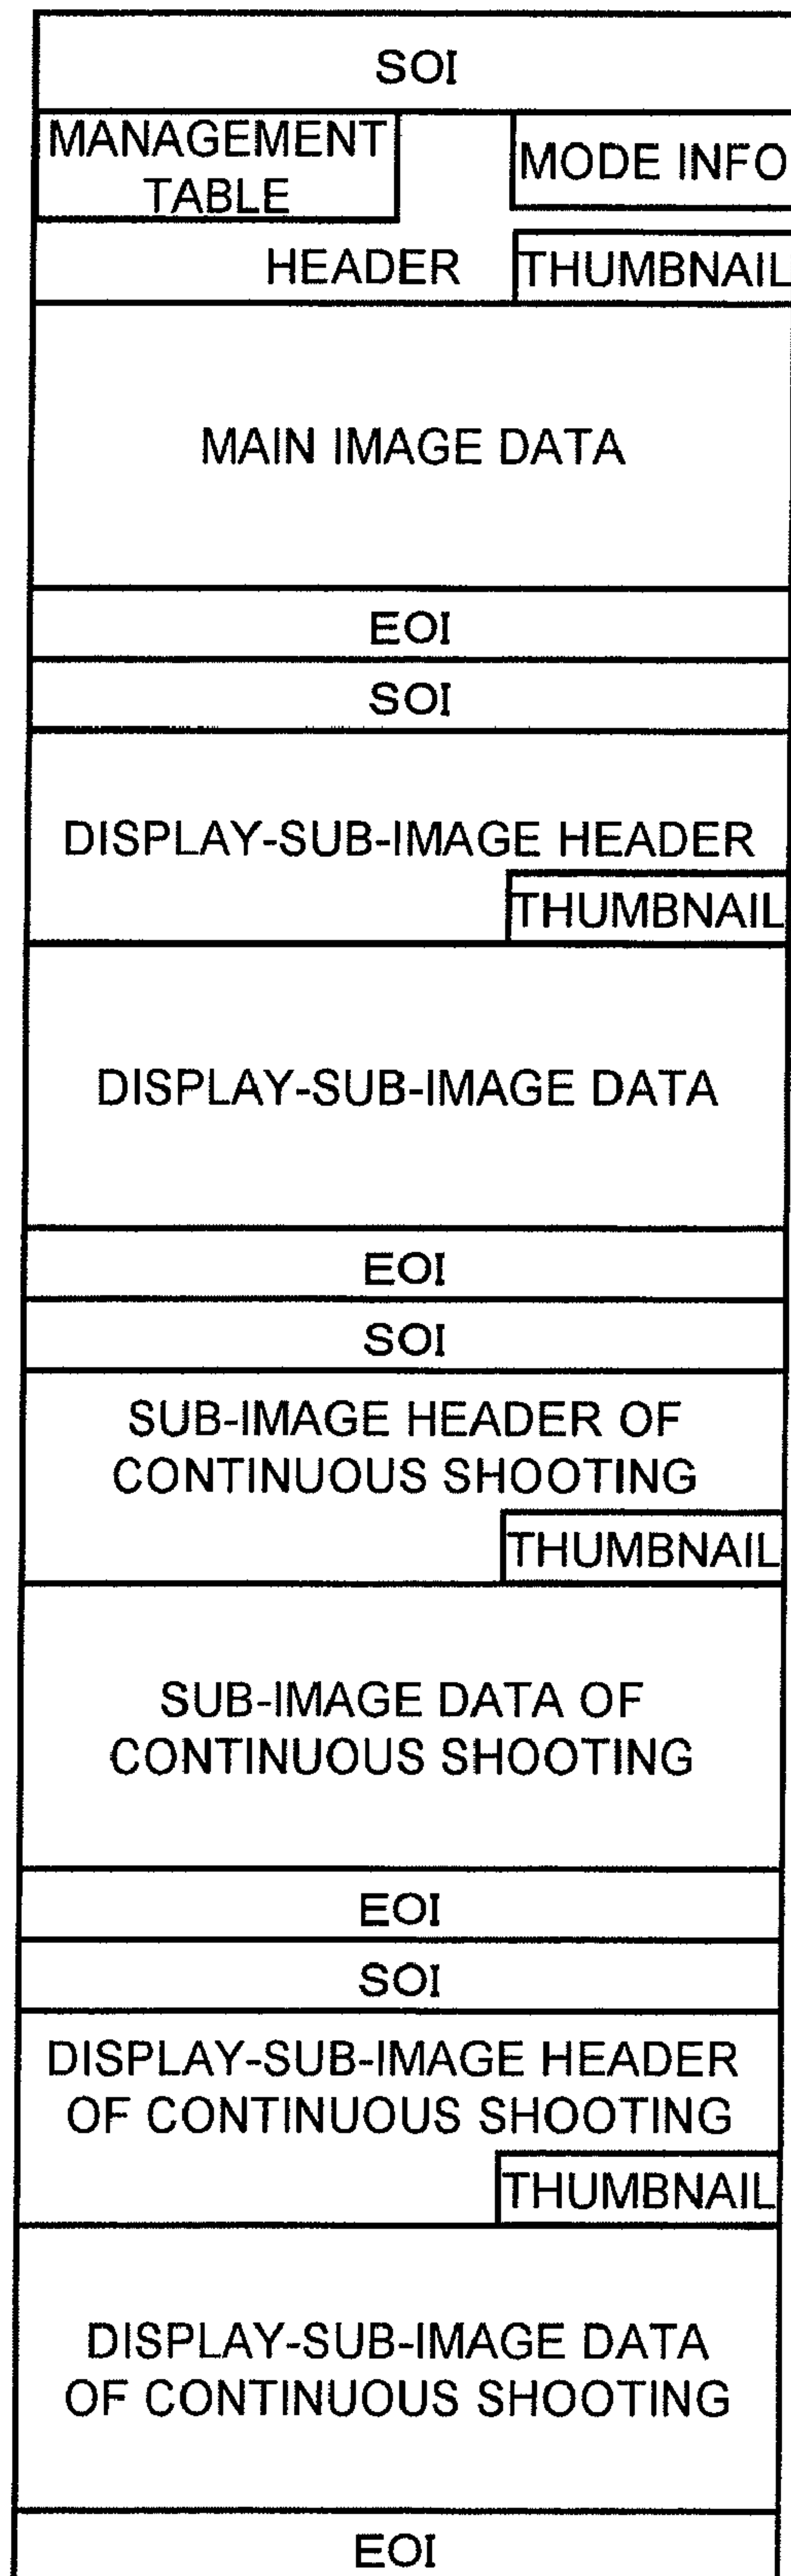 SOI
MANAGEMENT
TABLE
MODE INFO
HEADER
THUMBNAIL
MAIN IMAGE DATA
EOI
SOI
DISPLAY-SUB-IMAGE HEADER
THUMBNAIL
DISPLAY-SUB-IMAGE DATA
EOI
SOI
SUB-IMAGE HEADER OF
CONTINUOUS SHOOTING
THUMBNAIL
SUB-IMAGE DATA OF
CONTINUOUS SHOOTING
EOI
SOI
DISPLAY-SUB-IMAGE HEADER
OF CONTINUOUS SHOOTING
THUMBNAIL
DISPLAY-SUB-IMAGE DATA
OF CONTINUOUS SHOOTING
EOI